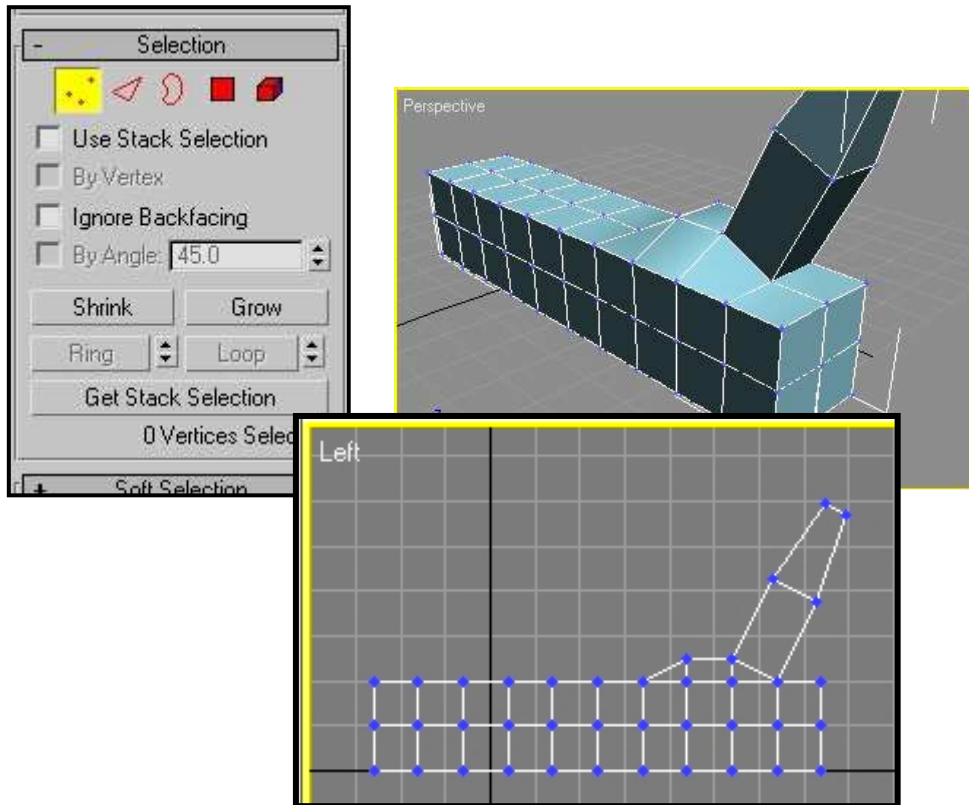 - Selection
Use Stack Selection
By Vertex
Ignore Backfacing
By Angle: 45.0
Shrink Grow
Ring Loop
Get Stack Selection
0 Vertices Selec
+ Soft Selection
Perspective
Left